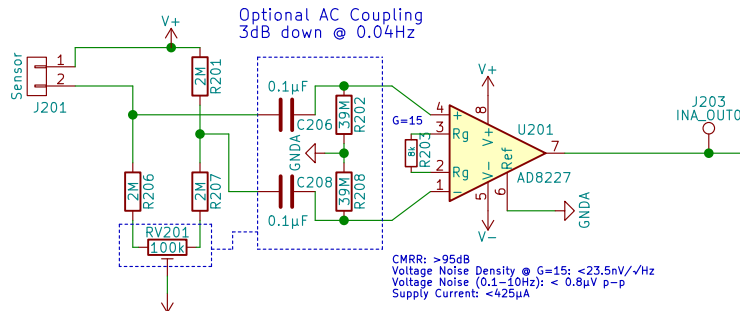 Optional AC Coupling
3dB down @ 0.04Hz
V+
Sensor
1
2
J201
2M
R201
0.1µF
C206
39M
R202
GNDA
G=15
8k
R203
4
3
2
1
+
Rg
Rg
-
V+
8
V+
U201
7
AD8227
V-
Ref
5
6
V-
GNDA
J203
INA_OUT0
2M
R206
2M
R207
C208
0.1µF
39M
R208
RV201
100k
CMRR: >95dB
Voltage Noise Density @ G=15: <23.5nV/√Hz
Voltage Noise (0.1-10Hz): < 0.8µV p-p
Supply Current: <425µA